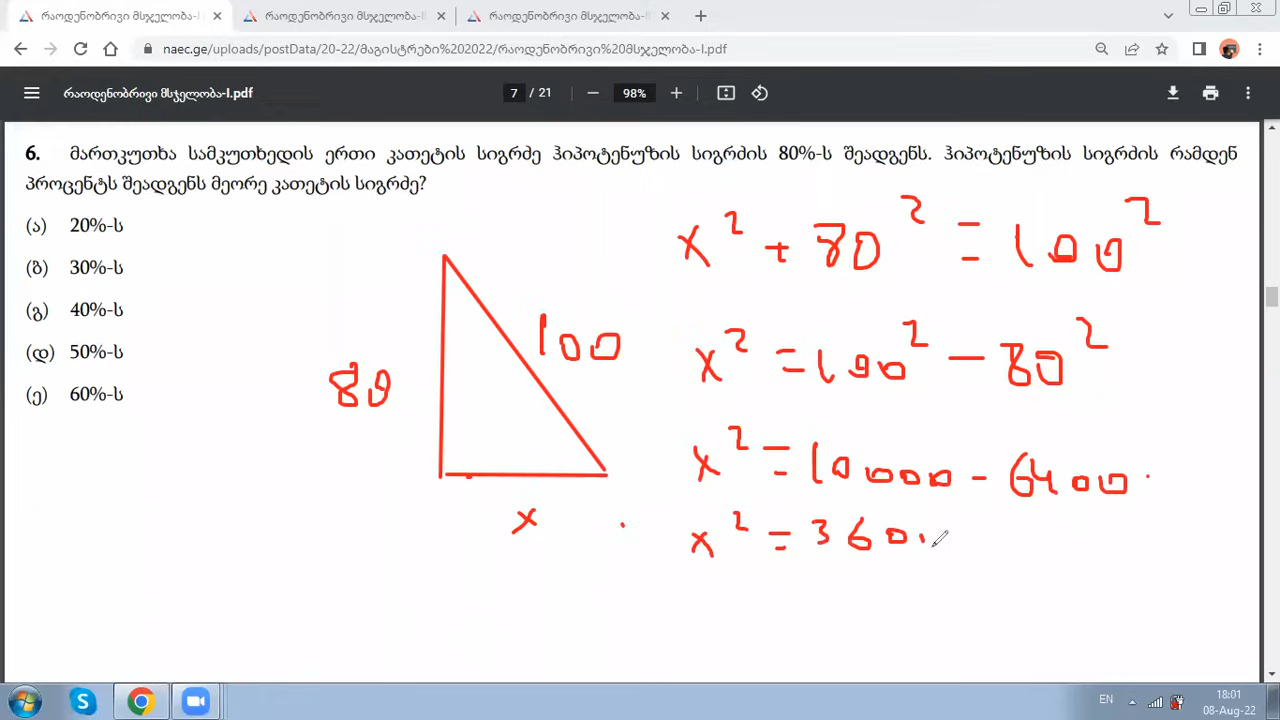 რაოდენობრივი მსჯელობა-I
რაოდენობრივი მსჯელობა-II
რაოდენობრივი მსჯელობა-I
naec.ge/uploads/postData/20-22/მაგისტრები%202022/რაოდენობრივი%20მსჯელობა-I.pdf
რაოდენობრივი მსჯელობა-I.pdf
7 / 21
98%
6. მართკუთხა სამკუთხედის ერთი კათეტის სიგრძე ჰიპოტენუზის სიგრძის 80%-ს შეადგენს. ჰიპოტენუზის სიგრძის რამდენ
პროცენტს შეადგენს მეორე კათეტის სიგრძე?
(ა) 20%-ს
(ბ) 30%-ს
(გ) 40%-ს
(დ) 50%-ს
(ე) 60%-ს
80
100
x
x² + 80² = 100²
x² = 100² - 80²
x² = 10000 - 6400
x² = 360
EN
18:01
08-Aug-22